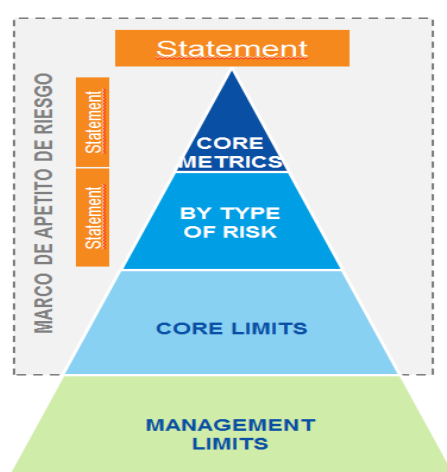 Statement
MARCO DE APETITO DE RIESGO
Statement
Statement
CORE
METRICS
BY TYPE
OF RISK
CORE LIMITS
MANAGEMENT
LIMITS